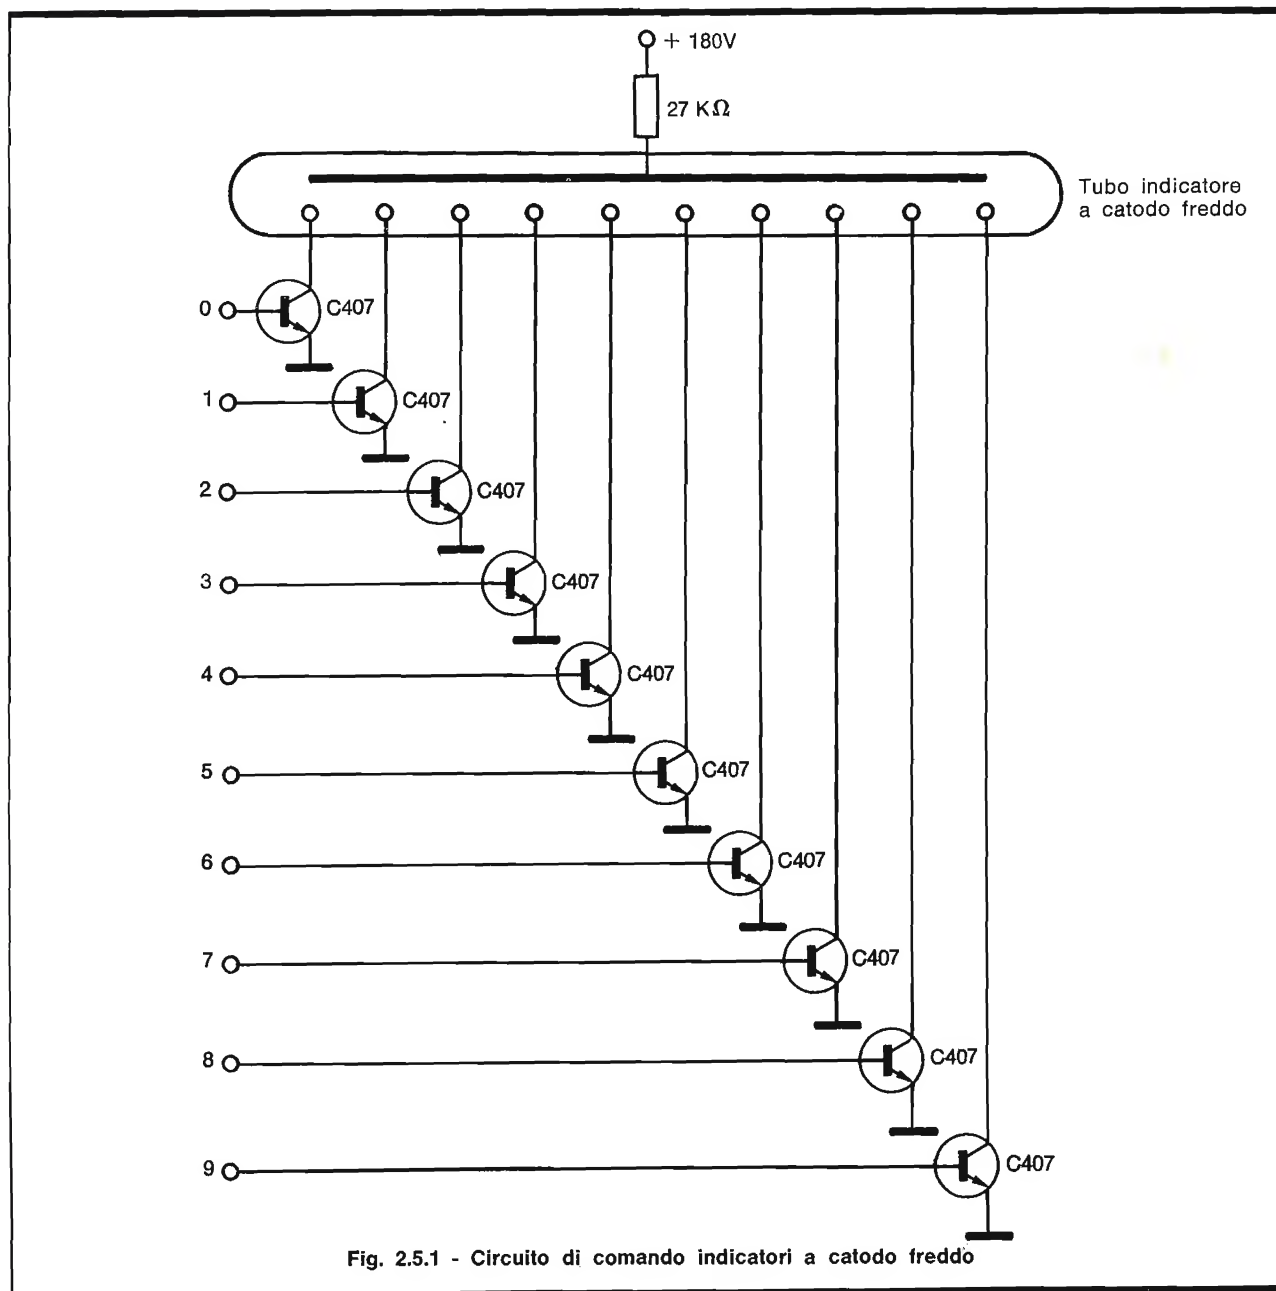 + 180V
27 KΩ
Tubo indicatore
a catodo freddo
0 C407
1 C407
2 C407
3 C407
4 C407
5 C407
6 C407
7 C407
8 C407
9 C407
Fig. 2.5.1 - Circuito di comando indicatori a catodo freddo